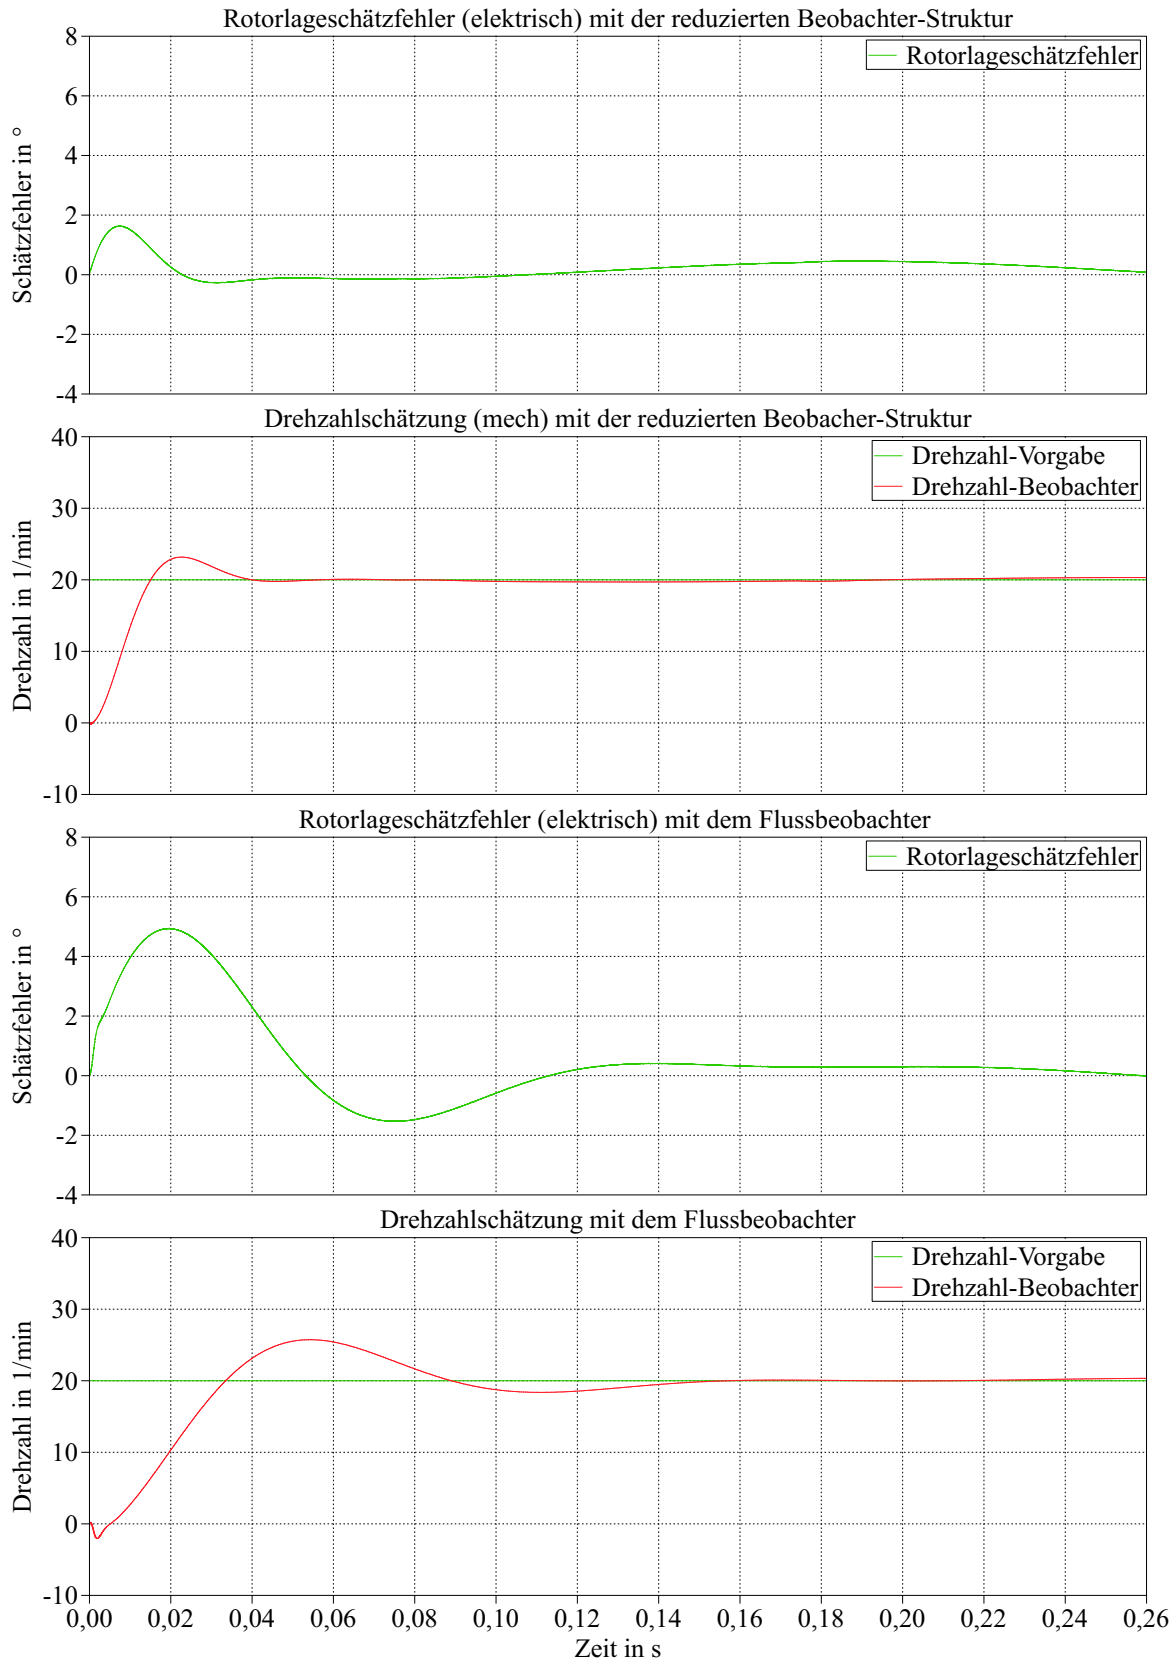 Rotorlageschätzfehler (elektrisch) mit der reduzierten Beobachter-Struktur
8
Rotorlageschätzfehler
6
4
2
0
-2
-4
Schätzfehler in °
Drehzahlschätzung (mech) mit der reduzierten Beobacher-Struktur
40
Drehzahl-Vorgabe
Drehzahl-Beobachter
30
20
10
0
-10
Drehzahl in 1/min
Rotorlageschätzfehler (elektrisch) mit dem Flussbeobachter
8
Rotorlageschätzfehler
6
4
2
0
-2
-4
Schätzfehler in °
Drehzahlschätzung mit dem Flussbeobachter
40
Drehzahl-Vorgabe
Drehzahl-Beobachter
30
20
10
0
-10
Drehzahl in 1/min
0,00 0,02 0,04 0,06 0,08 0,10 0,12 0,14 0,16 0,18 0,20 0,22 0,24 0,26
Zeit in s